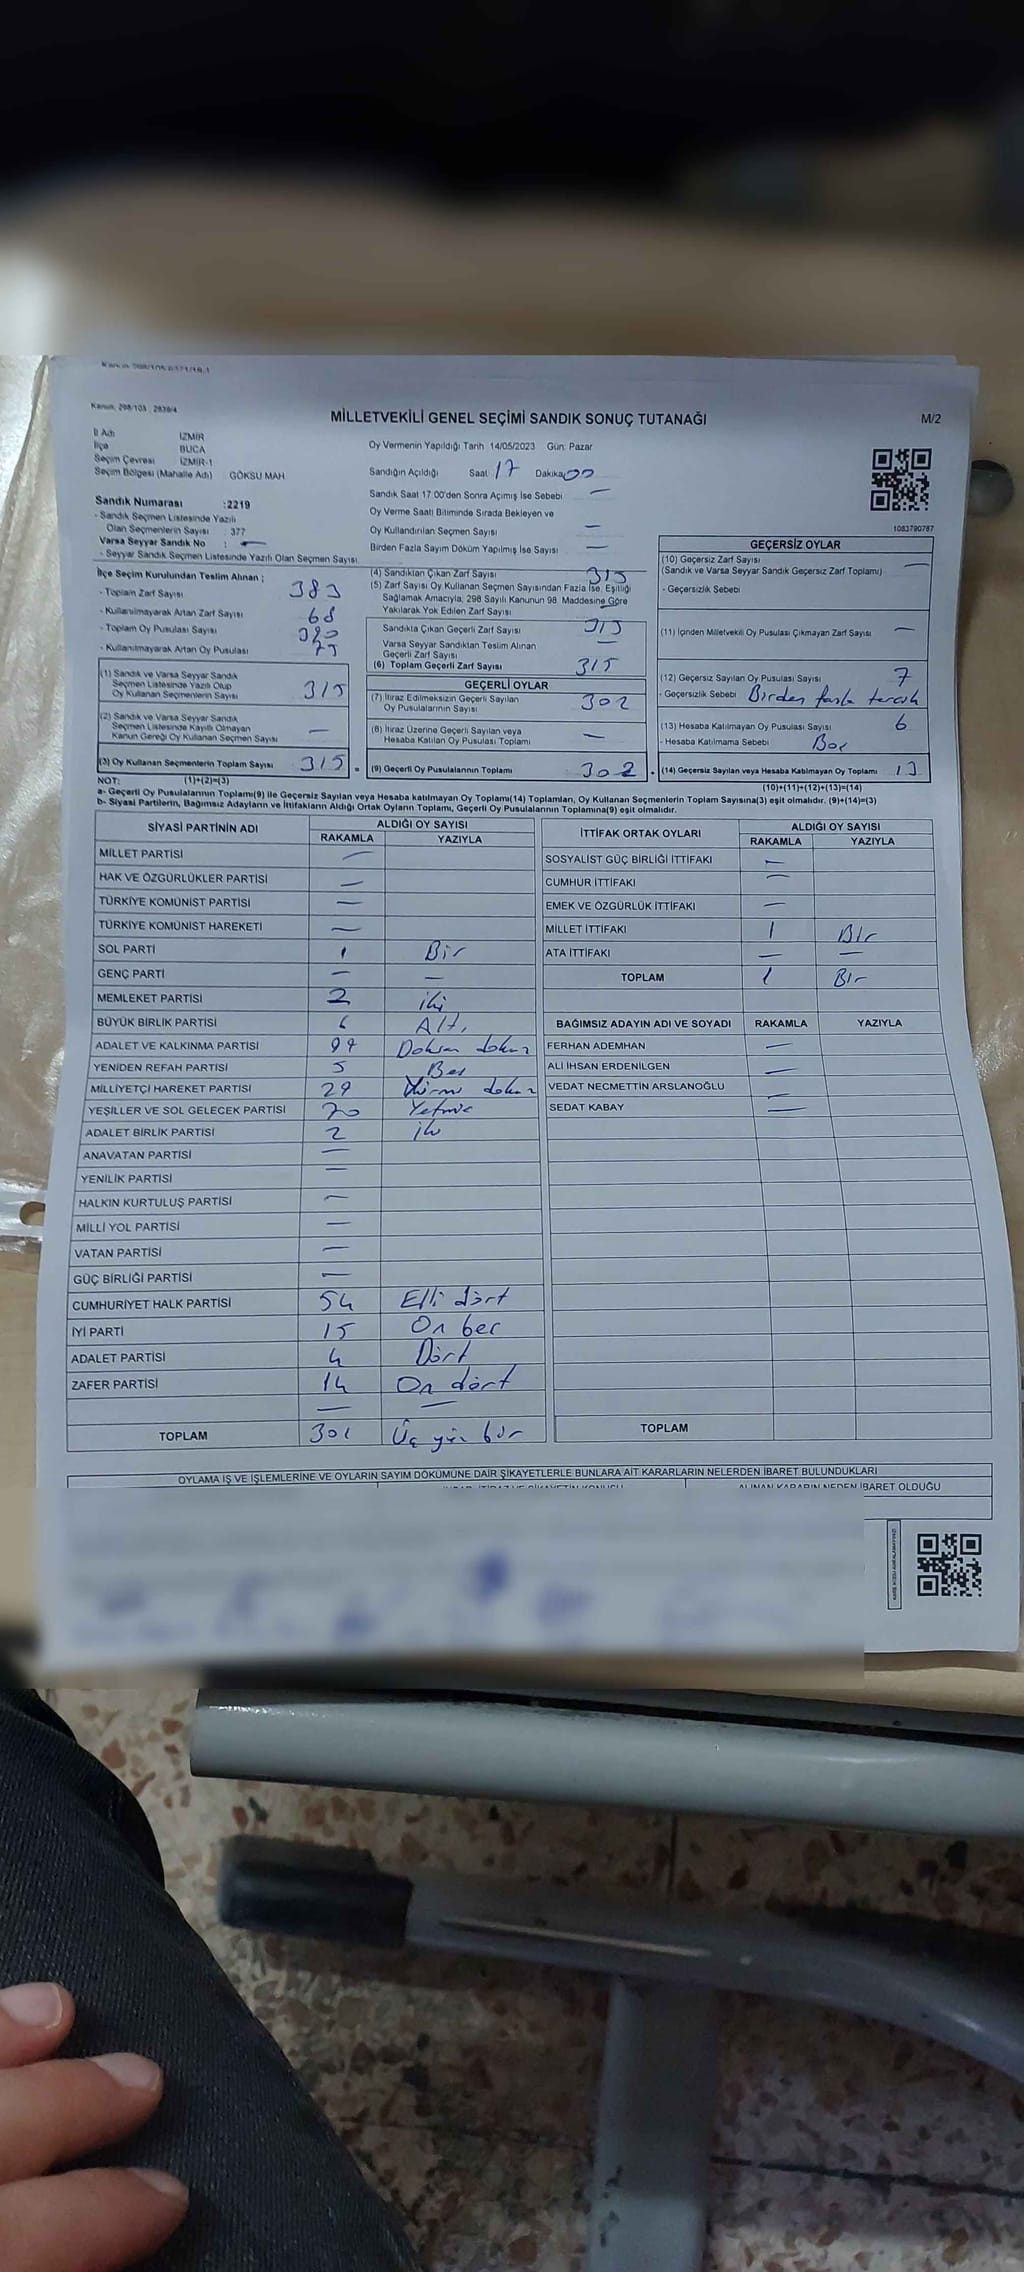 Kanun: 298/105 , 2839/4
MİLLETVEKİLİ GENEL SEÇİMİ SANDIK SONUÇ TUTANAĞI
M/2
İl Adı İZMİR
İlçe BUCA
Seçim Çevresi İZMİR-1
Seçim Bölgesi (Mahalle Adı) GÖKSU MAH
Oy Vermenin Yapıldığı Tarih 14/05/2023 Gün: Pazar
Sandığın Açıldığı Saat 17 Dakika 00
Sandık Saat 17 00'den Sonra Açımış İse Sebebi —
Oy Verme Saati Bitiminde Sırada Bekleyen ve
Oy Kullandırılan Seçmen Sayısı —
Birden Fazla Sayım Döküm Yapılmış İse Sayısı —
1083790787
Sandık Numarası :2219
- Sandık Seçmen Listesinde Yazılı
Olan Seçmenlerin Sayısı : 377
Varsa Seyyar Sandık No : —
- Seyyar Sandık Seçmen Listesinde Yazılı Olan Seçmen Sayısı
İlçe Seçim Kurulundan Teslim Alınan ;
- Toplam Zarf Sayısı 383
- Kullanılmayarak Artan Zarf Sayısı 68
- Toplam Oy Pusulası Sayısı
- Kullanılmayarak Artan Oy Pusulası
(1) Sandık ve Varsa Seyyar Sandık
Seçmen Listesinde Yazılı Olup
Oy Kullanan Seçmenlerin Sayısı 315
(2) Sandık ve Varsa Seyyar Sandık
Seçmen Listesinde Kayıtlı Olmayan
Kanun Gereği Oy Kullanan Seçmen Sayısı —
(3) Oy Kullanan Seçmenlerin Toplam Sayısı 315
NOT: (1)+(2)=(3)
(4) Sandıktan Çıkan Zarf Sayısı 315
(5) Zarf Sayısı Oy Kullanan Seçmen Sayısından Fazla İse, Eşitliği
Sağlamak Amacıyla; 298 Sayılı Kanunun 98. Maddesine Göre
Yakılarak Yok Edilen Zarf Sayısı —
Sandıkta Çıkan Geçerli Zarf Sayısı 315
Varsa Seyyar Sandıktan Teslim Alınan
Geçerli Zarf Sayısı —
(6) Toplam Geçerli Zarf Sayısı 315
GEÇERLİ OYLAR
(7) İtiraz Edilmeksizin Geçerli Sayılan
Oy Pusulalarının Sayısı 302
(8) İtiraz Üzerine Geçerli Sayılan veya
Hesaba Katılan Oy Pusulası Toplamı —
(9) Geçerli Oy Pusulalarının Toplamı 302
GEÇERSİZ OYLAR
(10) Geçersiz Zarf Sayısı —
(Sandık ve Varsa Seyyar Sandık Geçersiz Zarf Toplamı)
- Geçersizlik Sebebi
(11) İçinden Milletvekili Oy Pusulası Çıkmayan Zarf Sayısı —
(12) Geçersiz Sayılan Oy Pusulası Sayısı 7
- Geçersizlik Sebebi Birden fazla tercih
(13) Hesaba Katılmayan Oy Pusulası Sayısı 6
- Hesaba Katılmama Sebebi Boş
(14) Geçersiz Sayılan veya Hesaba Katılmayan Oy Toplamı 13
(10)+(11)+(12)+(13)=(14)
a- Geçerli Oy Pusulalarının Toplamı(9) ile Geçersiz Sayılan veya Hesaba katılmayan Oy Toplamı(14) Toplamları, Oy Kullanan Seçmenlerin Toplam Sayısına(3) eşit olmalıdır. (9)+(14)=(3)
b- Siyasi Partilerin, Bağımsız Adayların ve İttifakların Aldığı Ortak Oyların Toplamı, Geçerli Oy Pusulalarının Toplamına(9) eşit olmalıdır.
SİYASİ PARTİNİN ADI ALDIĞI OY SAYISI
RAKAMLA YAZIYLA
MİLLET PARTİSİ —
HAK VE ÖZGÜRLÜKLER PARTİSİ —
TÜRKİYE KOMÜNİST PARTİSİ —
TÜRKİYE KOMÜNİST HAREKETİ —
SOL PARTİ 1 Bir
GENÇ PARTİ — —
MEMLEKET PARTİSİ 2 iki
BÜYÜK BİRLİK PARTİSİ 6 Altı
ADALET VE KALKINMA PARTİSİ 99 Doksan dokuz
YENİDEN REFAH PARTİSİ 5 Beş
MİLLİYETÇİ HAREKET PARTİSİ 29 Yirmi dokuz
YEŞİLLER VE SOL GELECEK PARTİSİ 70 Yetmiş
ADALET BİRLİK PARTİSİ 2 iki
ANAVATAN PARTİSİ —
YENİLİK PARTİSİ —
HALKIN KURTULUŞ PARTİSİ —
MİLLİ YOL PARTİSİ —
VATAN PARTİSİ —
GÜÇ BİRLİĞİ PARTİSİ —
CUMHURİYET HALK PARTİSİ 54 Elli dört
İYİ PARTİ 15 On beş
ADALET PARTİSİ 4 Dört
ZAFER PARTİSİ 14 On dört
— —
TOPLAM 301 Üç yüz bir
İTTİFAK ORTAK OYLARI ALDIĞI OY SAYISI
RAKAMLA YAZIYLA
SOSYALİST GÜÇ BİRLİĞİ İTTİFAKI —
CUMHUR İTTİFAKI —
EMEK VE ÖZGÜRLÜK İTTİFAKI —
MİLLET İTTİFAKI 1 Bir
ATA İTTİFAKI — —
TOPLAM 1 Bir
BAĞIMSIZ ADAYIN ADI VE SOYADI RAKAMLA YAZIYLA
FERHAN ADEMHAN —
ALİ İHSAN ERDENİLGEN —
VEDAT NECMETTİN ARSLANOĞLU —
SEDAT KABAY —
TOPLAM
OYLAMA İŞ VE İŞLEMLERİNE VE OYLARIN SAYIM DÖKÜMÜNE DAİR ŞİKAYETLERLE BUNLARA AİT KARARLARIN NELERDEN İBARET BULUNDUKLARI
ALINAN KARARIN NEDEN İBARET OLDUĞU